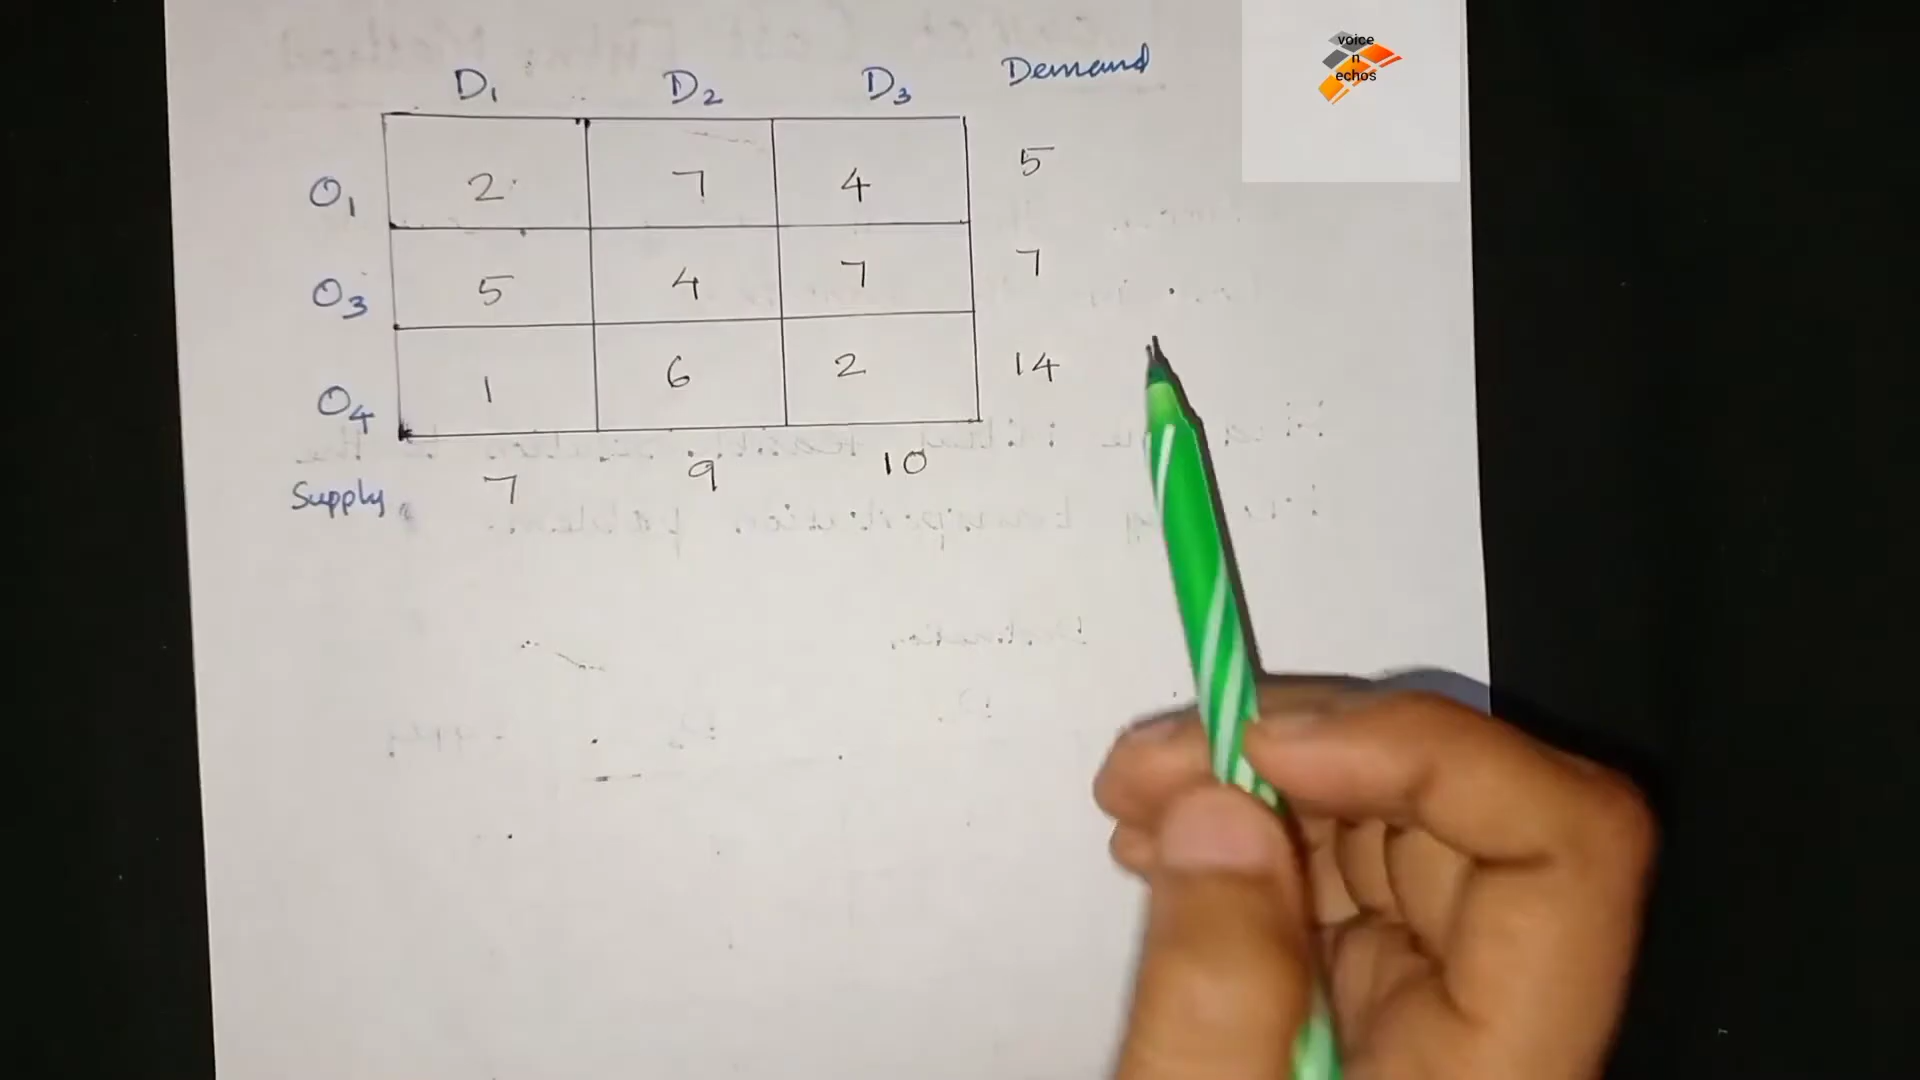 voice
n
echos
D1 D2 D3 Demand
O1 2 7 4 5
O3 5 4 7 7
O4 1 6 2 14
Supply 7 9 10